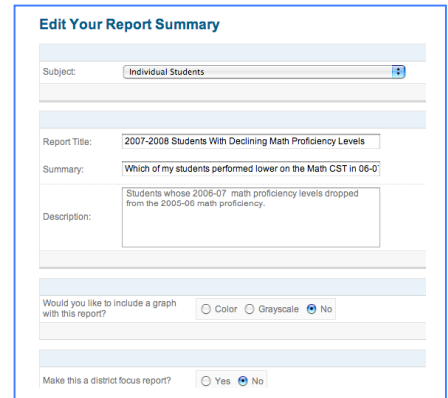 Edit Your Report Summary
Subject: Individual Students
Report Title: 2007-2008 Students With Declining Math Proficiency Levels
Summary: Which of my students performed lower on the Math CST in 06-0
Description: Students whose 2006-07 math proficiency levels dropped
from the 2005-06 math proficiency.
Would you like to include a graph
with this report? Color Grayscale No
Make this a district focus report? Yes No